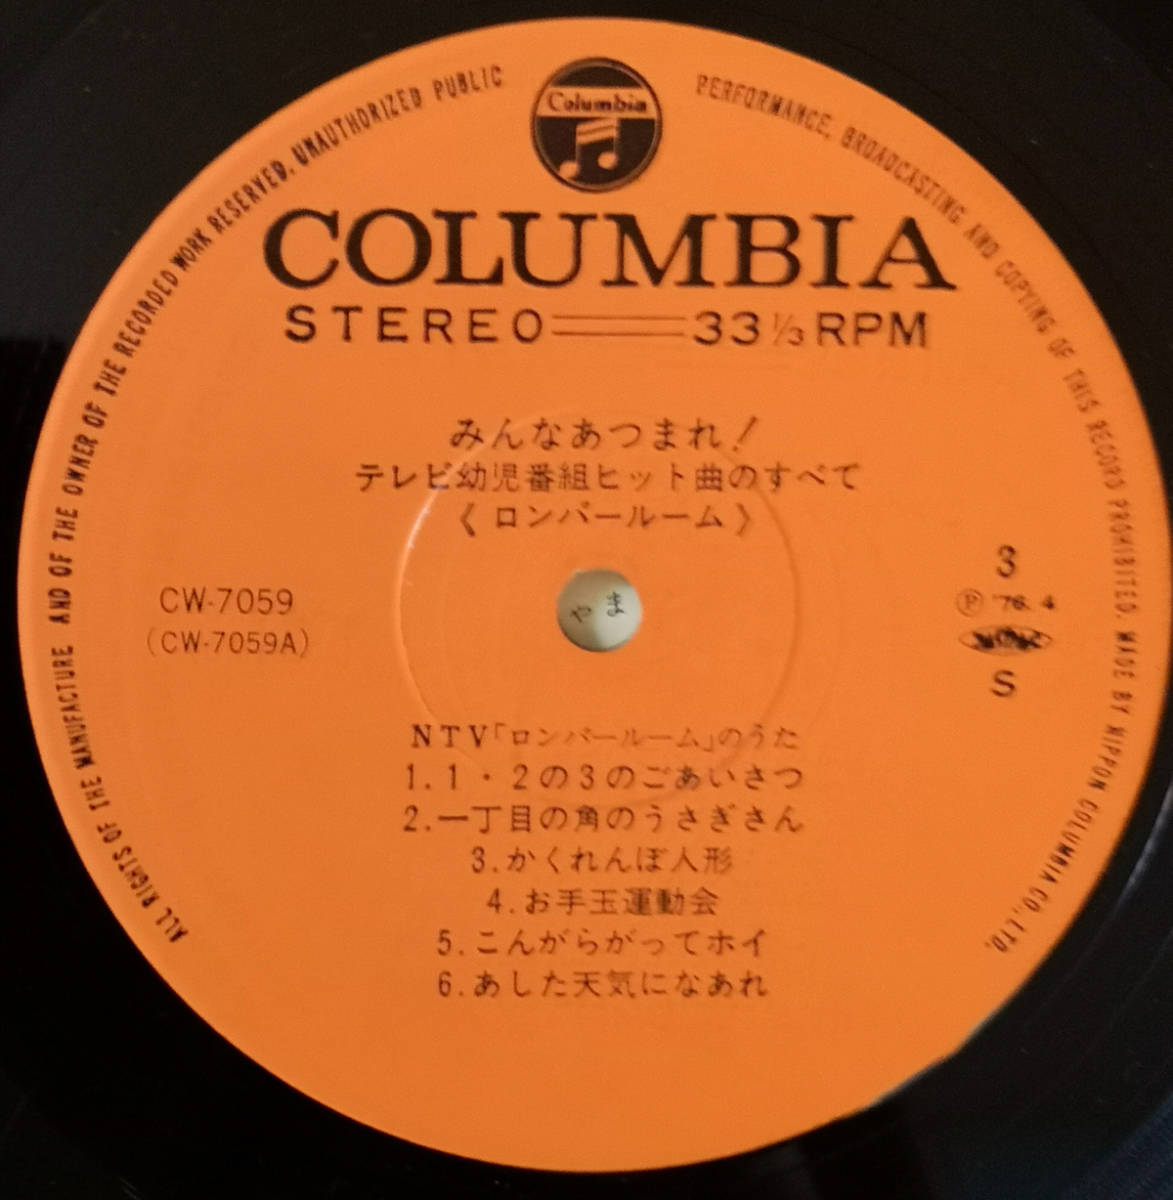 Columbia
ALL RIGHTS OF THE MANUFACTURE AND OF THE OWNER OF THE RECORDED WORK RESERVED. UNAUTHORIZED PUBLIC PERFORMANCE, BROADCASTING AND COPYING OF THIS RECORD PROHIBITED. MADE BY NIPPON COLUMBIA CO., LTD.
COLUMBIA
STEREO 33 1/3 RPM
みんなあつまれ!
テレビ幼児番組ヒット曲のすべて
《ロンパールーム》
3
CW-7059
Ⓟ '76. 4
(CW-7059A)
S
やま
NTV「ロンパールーム」のうた
1.1・2の3のごあいさつ
2.一丁目の角のうさぎさん
3.かくれんぼ人形
4.お手玉運動会
5.こんがらがってホイ
6.あした天気になあれ